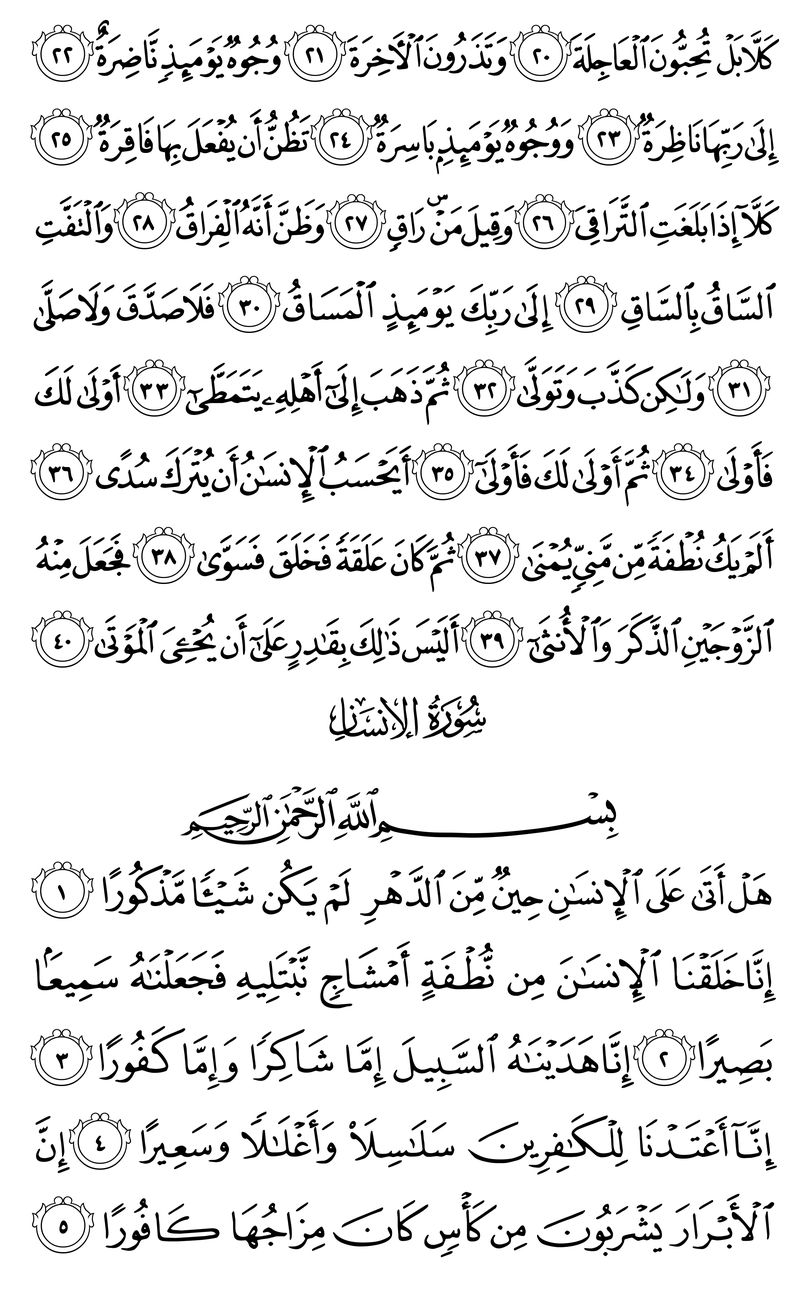 كَلَّا بَلْ تُحِبُّونَ ٱلْعَاجِلَةَ ٢٠ وَتَذَرُونَ ٱلْـَٔاخِرَةَ ٢١ وُجُوهٌ يَوْمَئِذٍ نَّاضِرَةٌ ٢٢
إِلَىٰ رَبِّهَا نَاظِرَةٌ ٢٣ وَوُجُوهٌ يَوْمَئِذٍۭ بَاسِرَةٌ ٢٤ تَظُنُّ أَن يُفْعَلَ بِهَا فَاقِرَةٌ ٢٥
كَلَّآ إِذَا بَلَغَتِ ٱلتَّرَاقِىَ ٢٦ وَقِيلَ مَنْۜ رَاقٍ ٢٧ وَظَنَّ أَنَّهُ ٱلْفِرَاقُ ٢٨ وَٱلْتَفَّتِ
ٱلسَّاقُ بِٱلسَّاقِ ٢٩ إِلَىٰ رَبِّكَ يَوْمَئِذٍ ٱلْمَسَاقُ ٣٠ فَلَا صَدَّقَ وَلَا صَلَّىٰ
٣١ وَلَـٰكِن كَذَّبَ وَتَوَلَّىٰ ٣٢ ثُمَّ ذَهَبَ إِلَىٰٓ أَهْلِهِۦ يَتَمَطَّىٰٓ ٣٣ أَوْلَىٰ لَكَ
فَأَوْلَىٰ ٣٤ ثُمَّ أَوْلَىٰ لَكَ فَأَوْلَىٰٓ ٣٥ أَيَحْسَبُ ٱلْإِنسَـٰنُ أَن يُتْرَكَ سُدًى ٣٦
أَلَمْ يَكُ نُطْفَةً مِّن مَّنِىٍّ يُمْنَىٰ ٣٧ ثُمَّ كَانَ عَلَقَةً فَخَلَقَ فَسَوَّىٰ ٣٨ فَجَعَلَ مِنْهُ
ٱلزَّوْجَيْنِ ٱلذَّكَرَ وَٱلْأُنثَىٰٓ ٣٩ أَلَيْسَ ذَٰلِكَ بِقَـٰدِرٍ عَلَىٰٓ أَن يُحْـِۧىَ ٱلْمَوْتَىٰ ٤٠
سُورَةُ الإِنسَانِ
بِسْمِ ٱللَّهِ ٱلرَّحْمَـٰنِ ٱلرَّحِيمِ
هَلْ أَتَىٰ عَلَى ٱلْإِنسَـٰنِ حِينٌ مِّنَ ٱلدَّهْرِ لَمْ يَكُن شَيْـًٔا مَّذْكُورًا ١
إِنَّا خَلَقْنَا ٱلْإِنسَـٰنَ مِن نُّطْفَةٍ أَمْشَاجٍ نَّبْتَلِيهِ فَجَعَلْنَـٰهُ سَمِيعًۢا
بَصِيرًا ٢ إِنَّا هَدَيْنَـٰهُ ٱلسَّبِيلَ إِمَّا شَاكِرًا وَإِمَّا كَفُورًا ٣
إِنَّآ أَعْتَدْنَا لِلْكَـٰفِرِينَ سَلَـٰسِلَا۟ وَأَغْلَـٰلًا وَسَعِيرًا ٤ إِنَّ
ٱلْأَبْرَارَ يَشْرَبُونَ مِن كَأْسٍ كَانَ مِزَاجُهَا كَافُورًا ٥